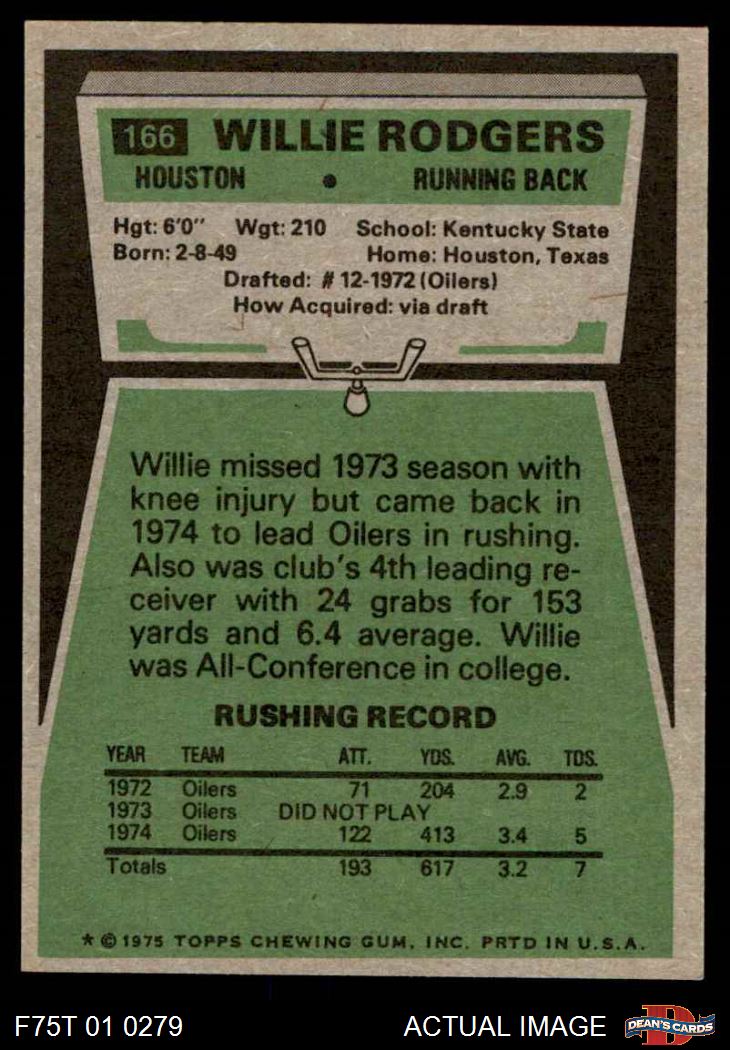 166 WILLIE RODGERS
HOUSTON • RUNNING BACK
Hgt: 6'0" Wgt: 210 School: Kentucky State
Born: 2-8-49 Home: Houston, Texas
Drafted: # 12-1972 (Oilers)
How Acquired: via draft
Willie missed 1973 season with
knee injury but came back in
1974 to lead Oilers in rushing.
Also was club's 4th leading re-
ceiver with 24 grabs for 153
yards and 6.4 average. Willie
was All-Conference in college.
RUSHING RECORD
YEAR TEAM ATT. YDS. AVG. TDS.
1972 Oilers 71 204 2.9 2
1973 Oilers DID NOT PLAY
1974 Oilers 122 413 3.4 5
Totals 193 617 3.2 7
* © 1975 TOPPS CHEWING GUM, INC. PRTD IN U.S.A.
F75T 01 0279 ACTUAL IMAGE D DEAN'S CARDS